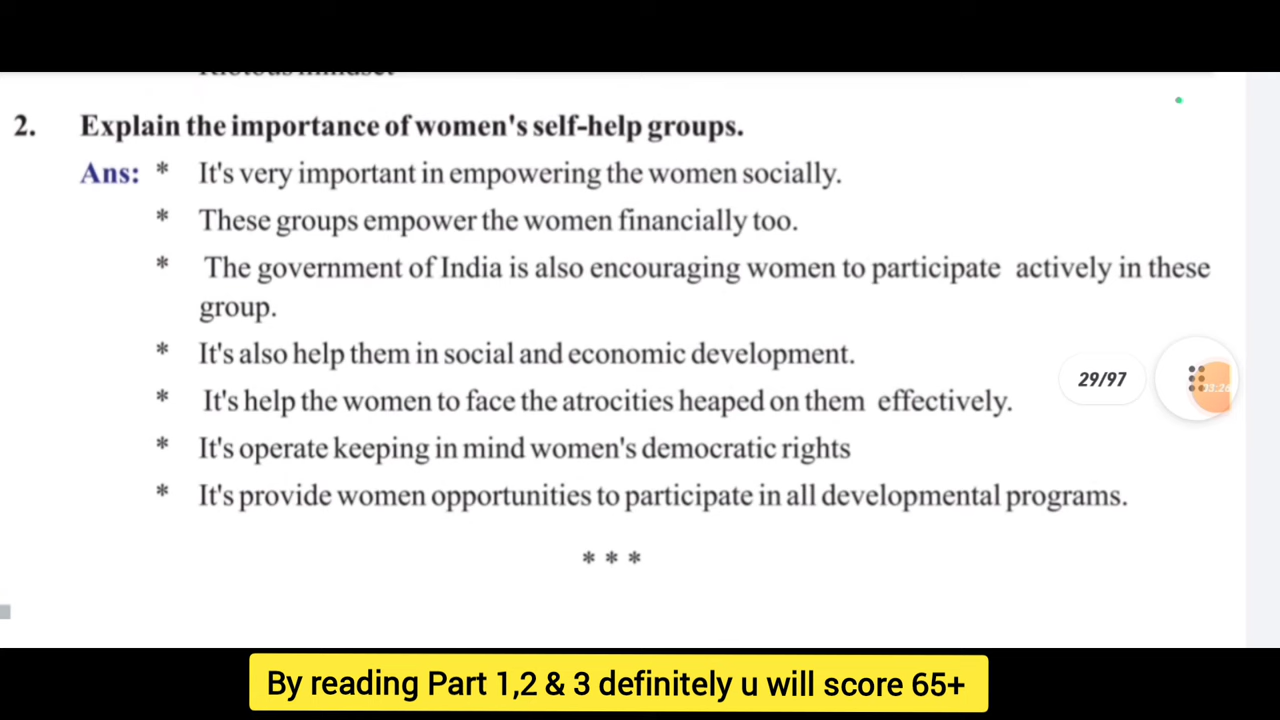 2. Explain the importance of women's self-help groups.
Ans: * It's very important in empowering the women socially.
* These groups empower the women financially too.
* The government of India is also encouraging women to participate actively in these
group.
* It's also help them in social and economic development.
* It's help the women to face the atrocities heaped on them effectively.
* It's operate keeping in mind women's democratic rights
* It's provide women opportunities to participate in all developmental programs.
* * *
29/97
By reading Part 1,2 & 3 definitely u will score 65+